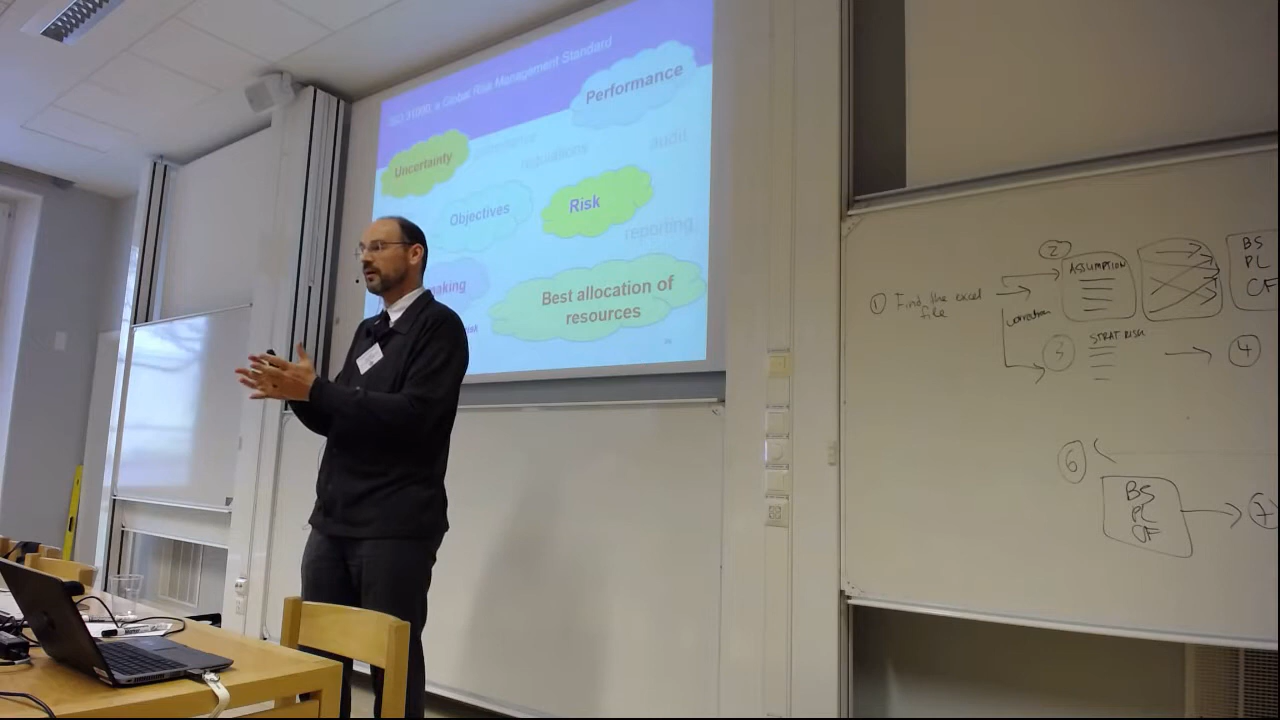 ISO 31000, a Global Risk Management Standard
Performance
Uncertainty
regulations
audit
Objectives
Risk
reporting
making
Best allocation of
resources
① Find the excel
file
②
ASSUMPTION
BS
PL
CF
③
STRAT RISK
④
⑥
BS
PL
CF
⑦